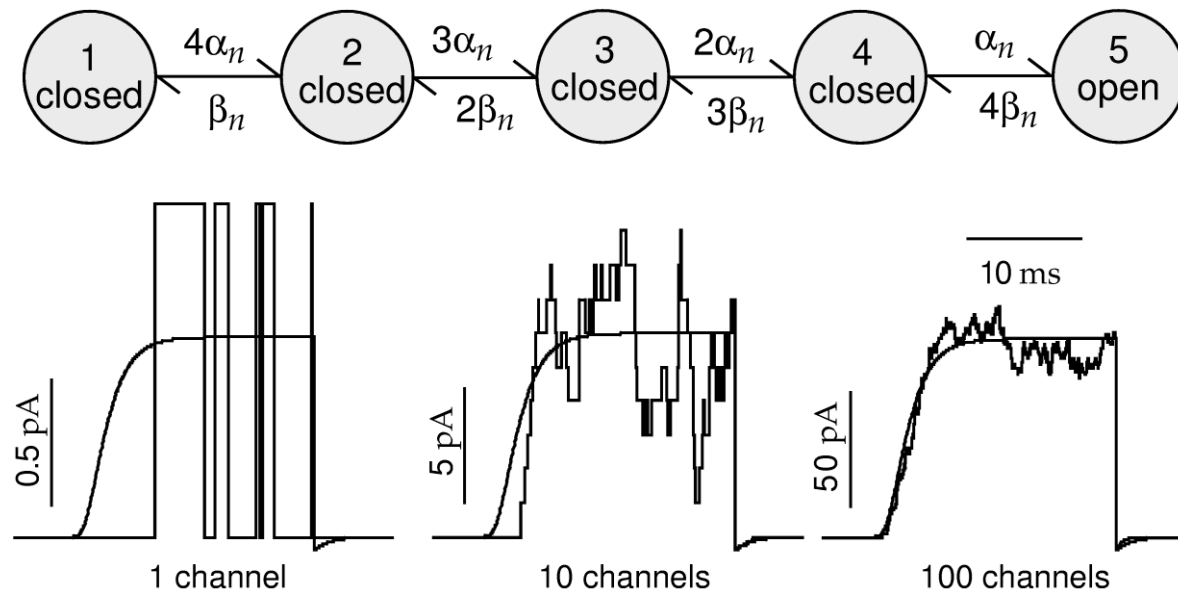 1 closed
4αₙ
βₙ
2 closed
3αₙ
2βₙ
3 closed
2αₙ
3βₙ
4 closed
αₙ
4βₙ
5 open
0.5 pA
1 channel
5 pA
10 channels
10 ms
50 pA
100 channels